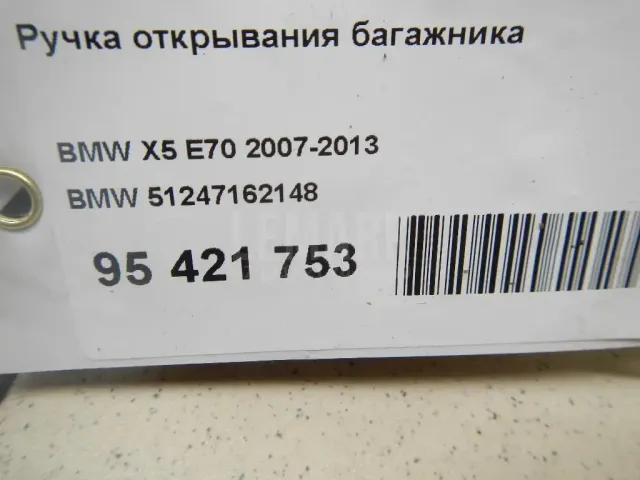 Ручка открывания багажника
BMW X5 E70 2007-2013
BMW 51247162148
95 421 753